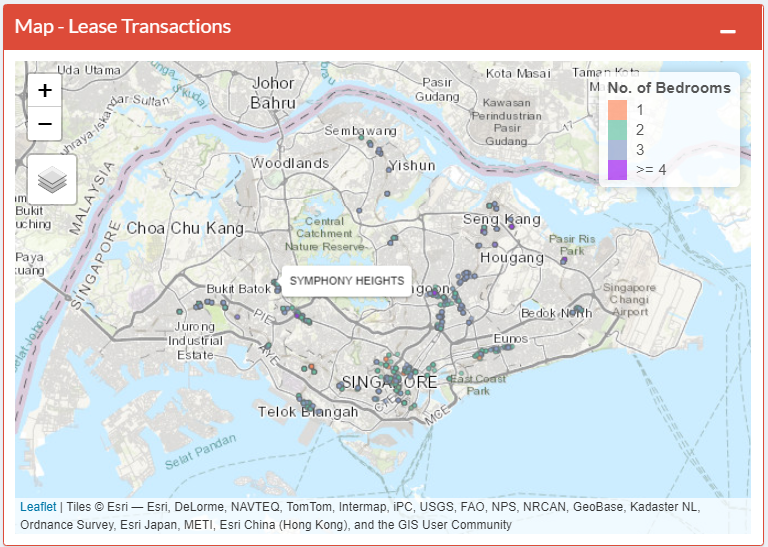 Map - Lease Transactions
Uda Utama
Johor
Bahru
Pasir
Gudang
Kota Masai
Taman Kota
No. of Bedrooms
1
2
3
>= 4
+
−
Kawasan
Perindustrian
Pasir
Gudang
17
Sembawang
Woodlands
Yishun
MALAYSIA
SINGAPORE
Bukit
Paya
Choa Chu Kang
Central
Catchment
Nature Reserve
Seng Kang
Pasir Ris
Park
Hougang
SYMPHONY HEIGHTS
Bukit Batok
Singapore
Changi
Airport
Bedok North
PIE
Jurong
Industrial
Estate
Eunos
AYE
SINGAPORE
East Coast
Park
Telok Blangah
MCE
Selat Pandan
Leaflet | Tiles © Esri — Esri, DeLorme, NAVTEQ, TomTom, Intermap, iPC, USGS, FAO, NPS, NRCAN, GeoBase, Kadaster NL,
Ordnance Survey, Esri Japan, METI, Esri China (Hong Kong), and the GIS User Community